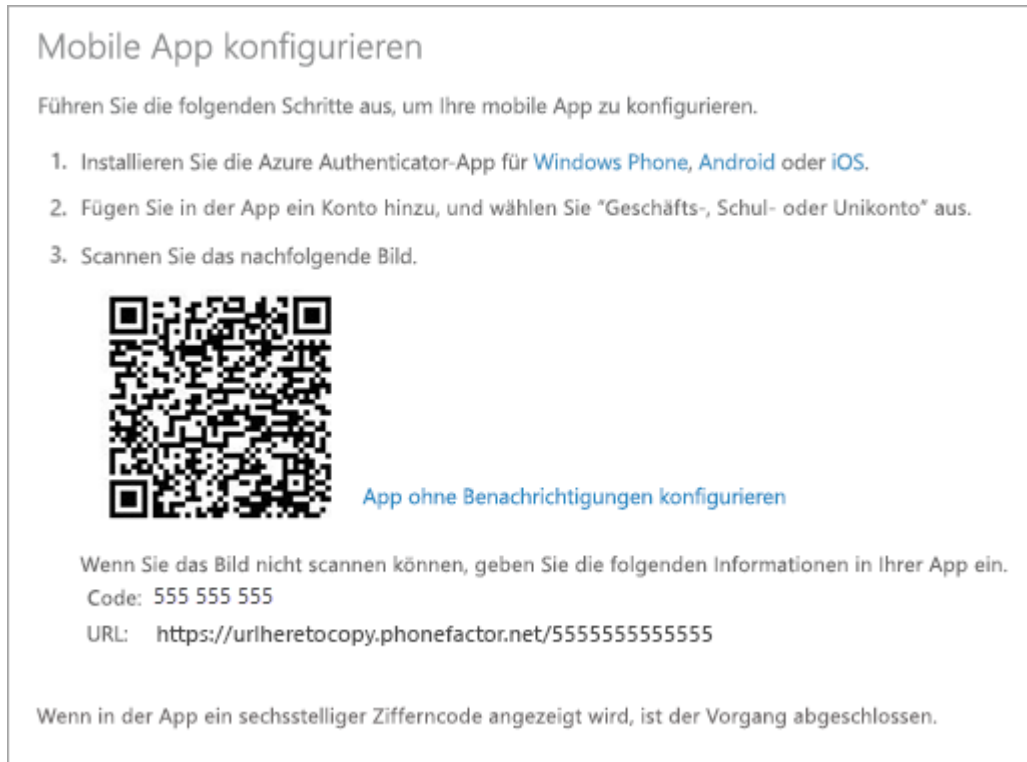 Mobile App konfigurieren
Führen Sie die folgenden Schritte aus, um Ihre mobile App zu konfigurieren.
1. Installieren Sie die Azure Authenticator-App für Windows Phone, Android oder iOS.
2. Fügen Sie in der App ein Konto hinzu, und wählen Sie "Geschäfts-, Schul- oder Unikonto" aus.
3. Scannen Sie das nachfolgende Bild.
App ohne Benachrichtigungen konfigurieren
Wenn Sie das Bild nicht scannen können, geben Sie die folgenden Informationen in Ihrer App ein.
Code: 555 555 555
URL: https://urlheretocopy.phonefactor.net/5555555555555
Wenn in der App ein sechsstelliger Zifferncode angezeigt wird, ist der Vorgang abgeschlossen.